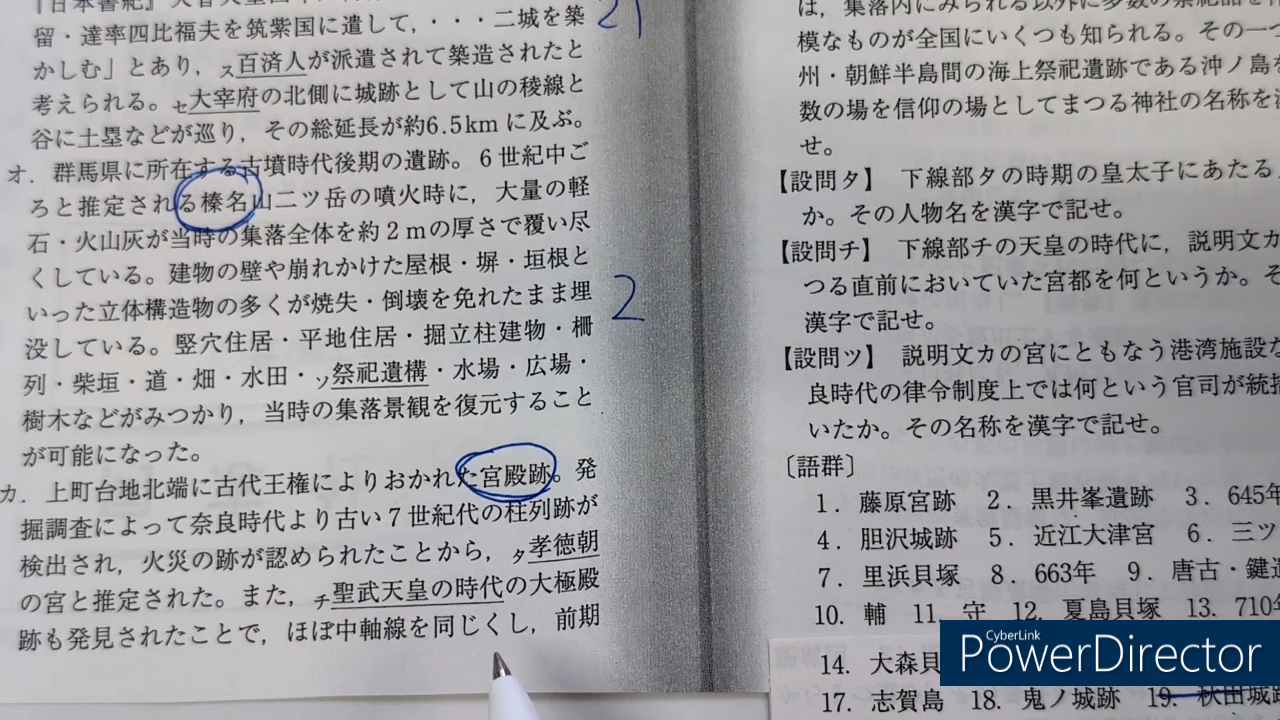 留・達率四比福夫を筑紫国に遣して，・・・二城を築
かしむ」とあり，ス百済人が派遣されて築造されたと
考えられる。セ大宰府の北側に城跡として山の稜線と
谷に土塁などが巡り，その総延長が約6.5kmに及ぶ。
オ．群馬県に所在する古墳時代後期の遺跡。6世紀中ご
ろと推定される榛名山二ツ岳の噴火時に，大量の軽
石・火山灰が当時の集落全体を約2mの厚さで覆い尽
くしている。建物の壁や崩れかけた屋根・塀・垣根と
いった立体構造物の多くが焼失・倒壊を免れたまま埋
没している。竪穴住居・平地住居・掘立柱建物・柵
列・柴垣・道・畑・水田・ソ祭祀遺構・水場・広場・
樹木などがみつかり，当時の集落景観を復元すること
が可能になった。
カ．上町台地北端に古代王権によりおかれた宮殿跡。発
掘調査によって奈良時代より古い7世紀代の柱列跡が
検出され，火災の跡が認められたことから，タ孝徳朝
の宮と推定された。また，チ聖武天皇の時代の大極殿
跡も発見されたことで，ほぼ中軸線を同じくし，前期
21
2
は，集落内にみられる以外に多数の祭祀品を
模なものが全国にいくつも知られる。その一つ
州・朝鮮半島間の海上祭祀遺跡である沖ノ島を
数の場を信仰の場としてまつる神社の名称を
せ。
【設問タ】 下線部タの時期の皇太子にあたる
か。その人物名を漢字で記せ。
【設問チ】 下線部チの天皇の時代に，説明文カ
つる直前においていた宮都を何というか。そ
漢字で記せ。
【設問ツ】 説明文カの宮にともなう港湾施設
良時代の律令制度上では何という官司が統
いたか。その名称を漢字で記せ。
〔語群〕
1．藤原宮跡 2．黒井峯遺跡 3．645年
4．胆沢城跡 5．近江大津宮 6．三ツ
7．里浜貝塚 8．663年 9．唐古・鍵
10．輔 11．守 12．夏島貝塚 13．710年
14．大森貝
17．志賀島 18．鬼ノ城跡 19．秋田城跡
CyberLink
PowerDirector